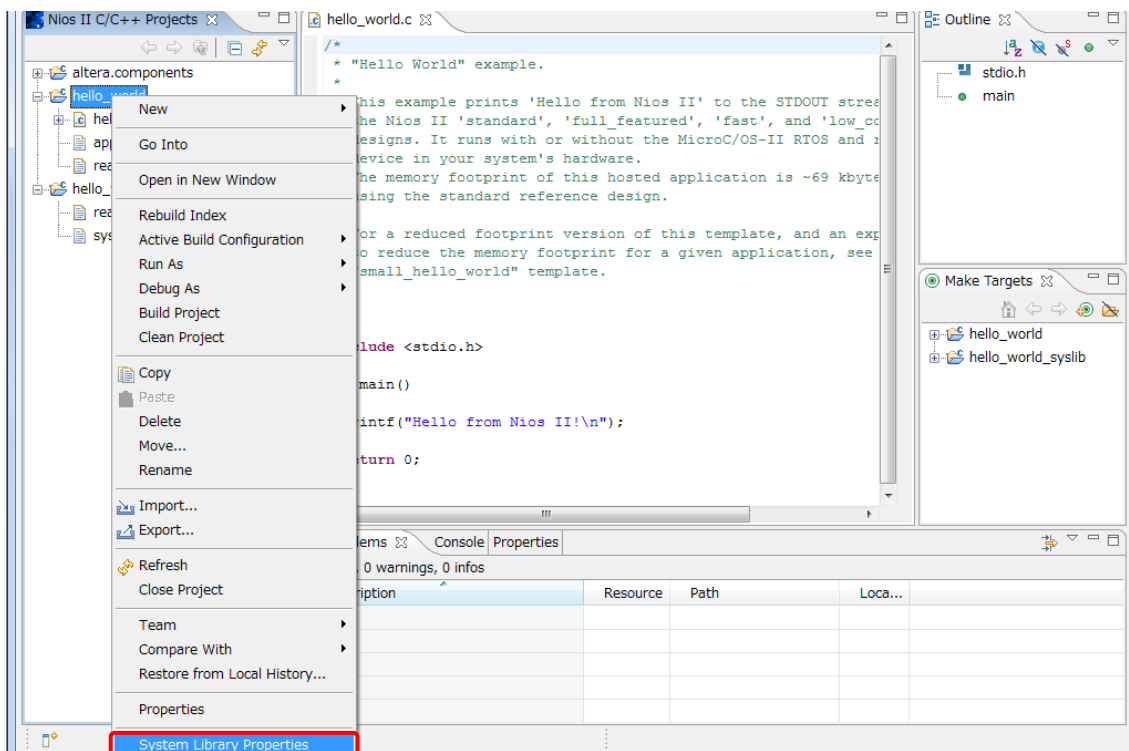 Nios II C/C++ Projects
altera.components
hello_world
hel
app
rea
hello_
rea
sys
New
Go Into
Open in New Window
Rebuild Index
Active Build Configuration
Run As
Debug As
Build Project
Clean Project
Copy
Paste
Delete
Move...
Rename
Import...
Export...
Refresh
Close Project
Team
Compare With
Restore from Local History...
Properties
System Library Properties
hello_world.c
/*
* "Hello World" example.
*
This example prints 'Hello from Nios II' to the STDOUT strea
he Nios II 'standard', 'full_featured', 'fast', and 'low_co
esigns. It runs with or without the MicroC/OS-II RTOS and r
evice in your system's hardware.
he memory footprint of this hosted application is ~69 kbyte
sing the standard reference design.
or a reduced footprint version of this template, and an exp
o reduce the memory footprint for a given application, see
small_hello_world" template.
lude <stdio.h>
main()
intf("Hello from Nios II!\n");
turn 0;
Outline
stdio.h
main
Make Targets
hello_world
hello_world_syslib
lems
Console
Properties
, 0 warnings, 0 infos
ription
Resource
Path
Loca...